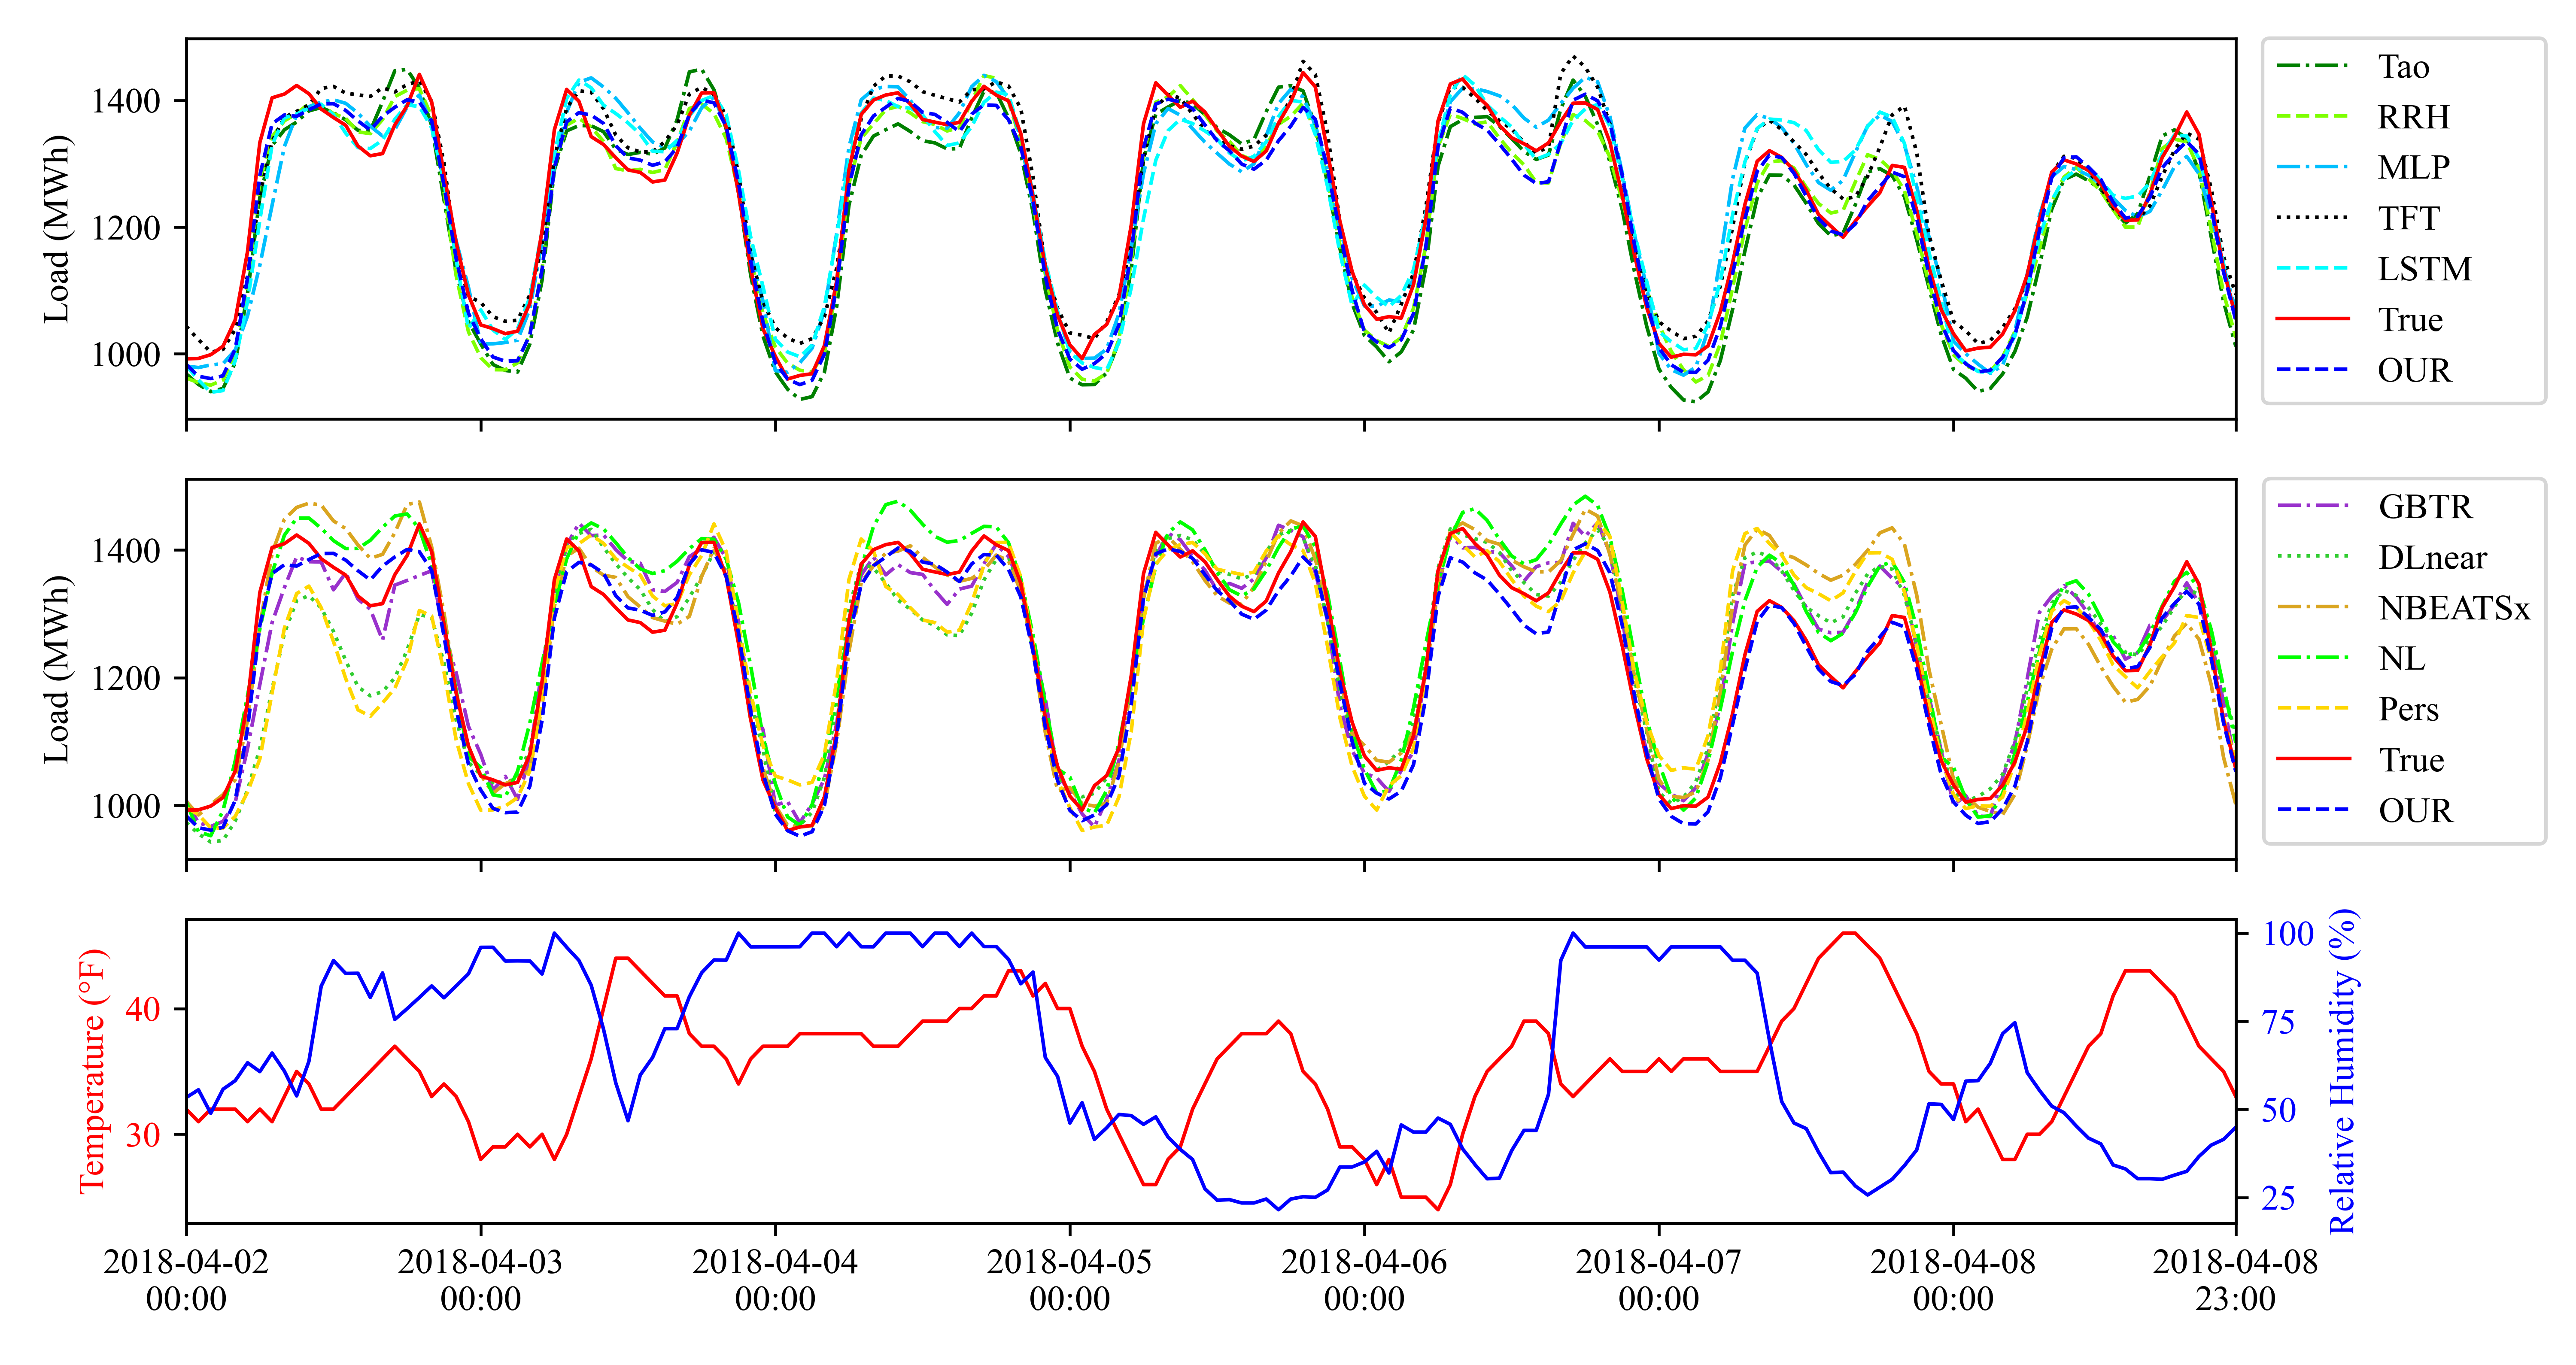 Load (MWh)
1400
1200
1000
Tao
RRH
MLP
TFT
LSTM
True
OUR
Load (MWh)
1400
1200
1000
GBTR
DLnear
NBEATSx
NL
Pers
True
OUR
Temperature (°F)
40
30
100
75
50
25
Relative Humidity (%)
2018-04-02 2018-04-03 2018-04-04 2018-04-05 2018-04-06 2018-04-07 2018-04-08 2018-04-08
00:00 00:00 00:00 00:00 00:00 00:00 00:00 23:00